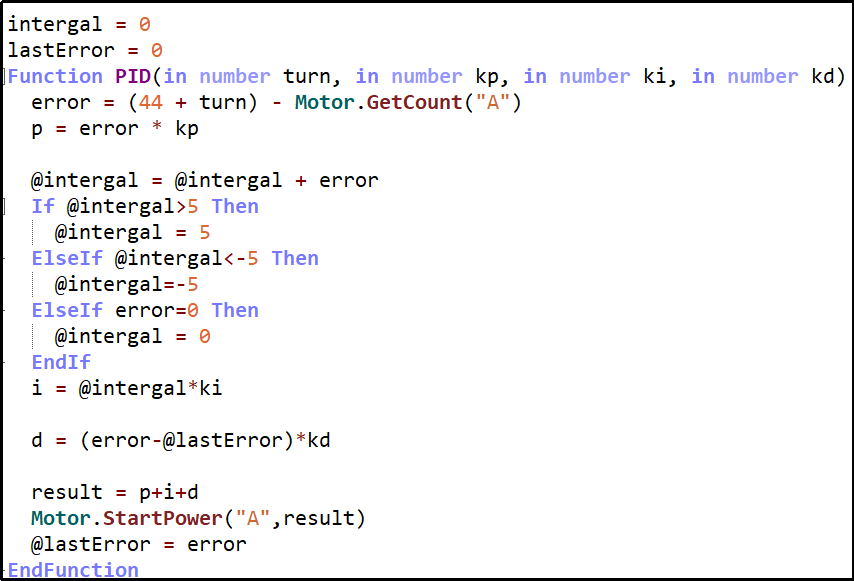 intergal = 0
lastError = 0
Function PID(in number turn, in number kp, in number ki, in number kd)
error = (44 + turn) - Motor.GetCount("A")
p = error * kp
@intergal = @intergal + error
If @intergal>5 Then
@intergal = 5
ElseIf @intergal<-5 Then
@intergal=-5
ElseIf error=0 Then
@intergal = 0
EndIf
i = @intergal*ki
d = (error-@lastError)*kd
result = p+i+d
Motor.StartPower("A",result)
@lastError = error
EndFunction